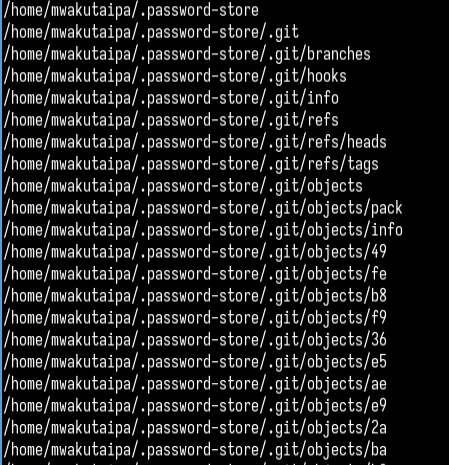 /home/mwakutaipa/.password-store
/home/mwakutaipa/.password-store/.git
/home/mwakutaipa/.password-store/.git/branches
/home/mwakutaipa/.password-store/.git/hooks
/home/mwakutaipa/.password-store/.git/info
/home/mwakutaipa/.password-store/.git/refs
/home/mwakutaipa/.password-store/.git/refs/heads
/home/mwakutaipa/.password-store/.git/refs/tags
/home/mwakutaipa/.password-store/.git/objects
/home/mwakutaipa/.password-store/.git/objects/pack
/home/mwakutaipa/.password-store/.git/objects/info
/home/mwakutaipa/.password-store/.git/objects/49
/home/mwakutaipa/.password-store/.git/objects/fe
/home/mwakutaipa/.password-store/.git/objects/b8
/home/mwakutaipa/.password-store/.git/objects/f9
/home/mwakutaipa/.password-store/.git/objects/36
/home/mwakutaipa/.password-store/.git/objects/e5
/home/mwakutaipa/.password-store/.git/objects/ae
/home/mwakutaipa/.password-store/.git/objects/e9
/home/mwakutaipa/.password-store/.git/objects/2a
/home/mwakutaipa/.password-store/.git/objects/ba